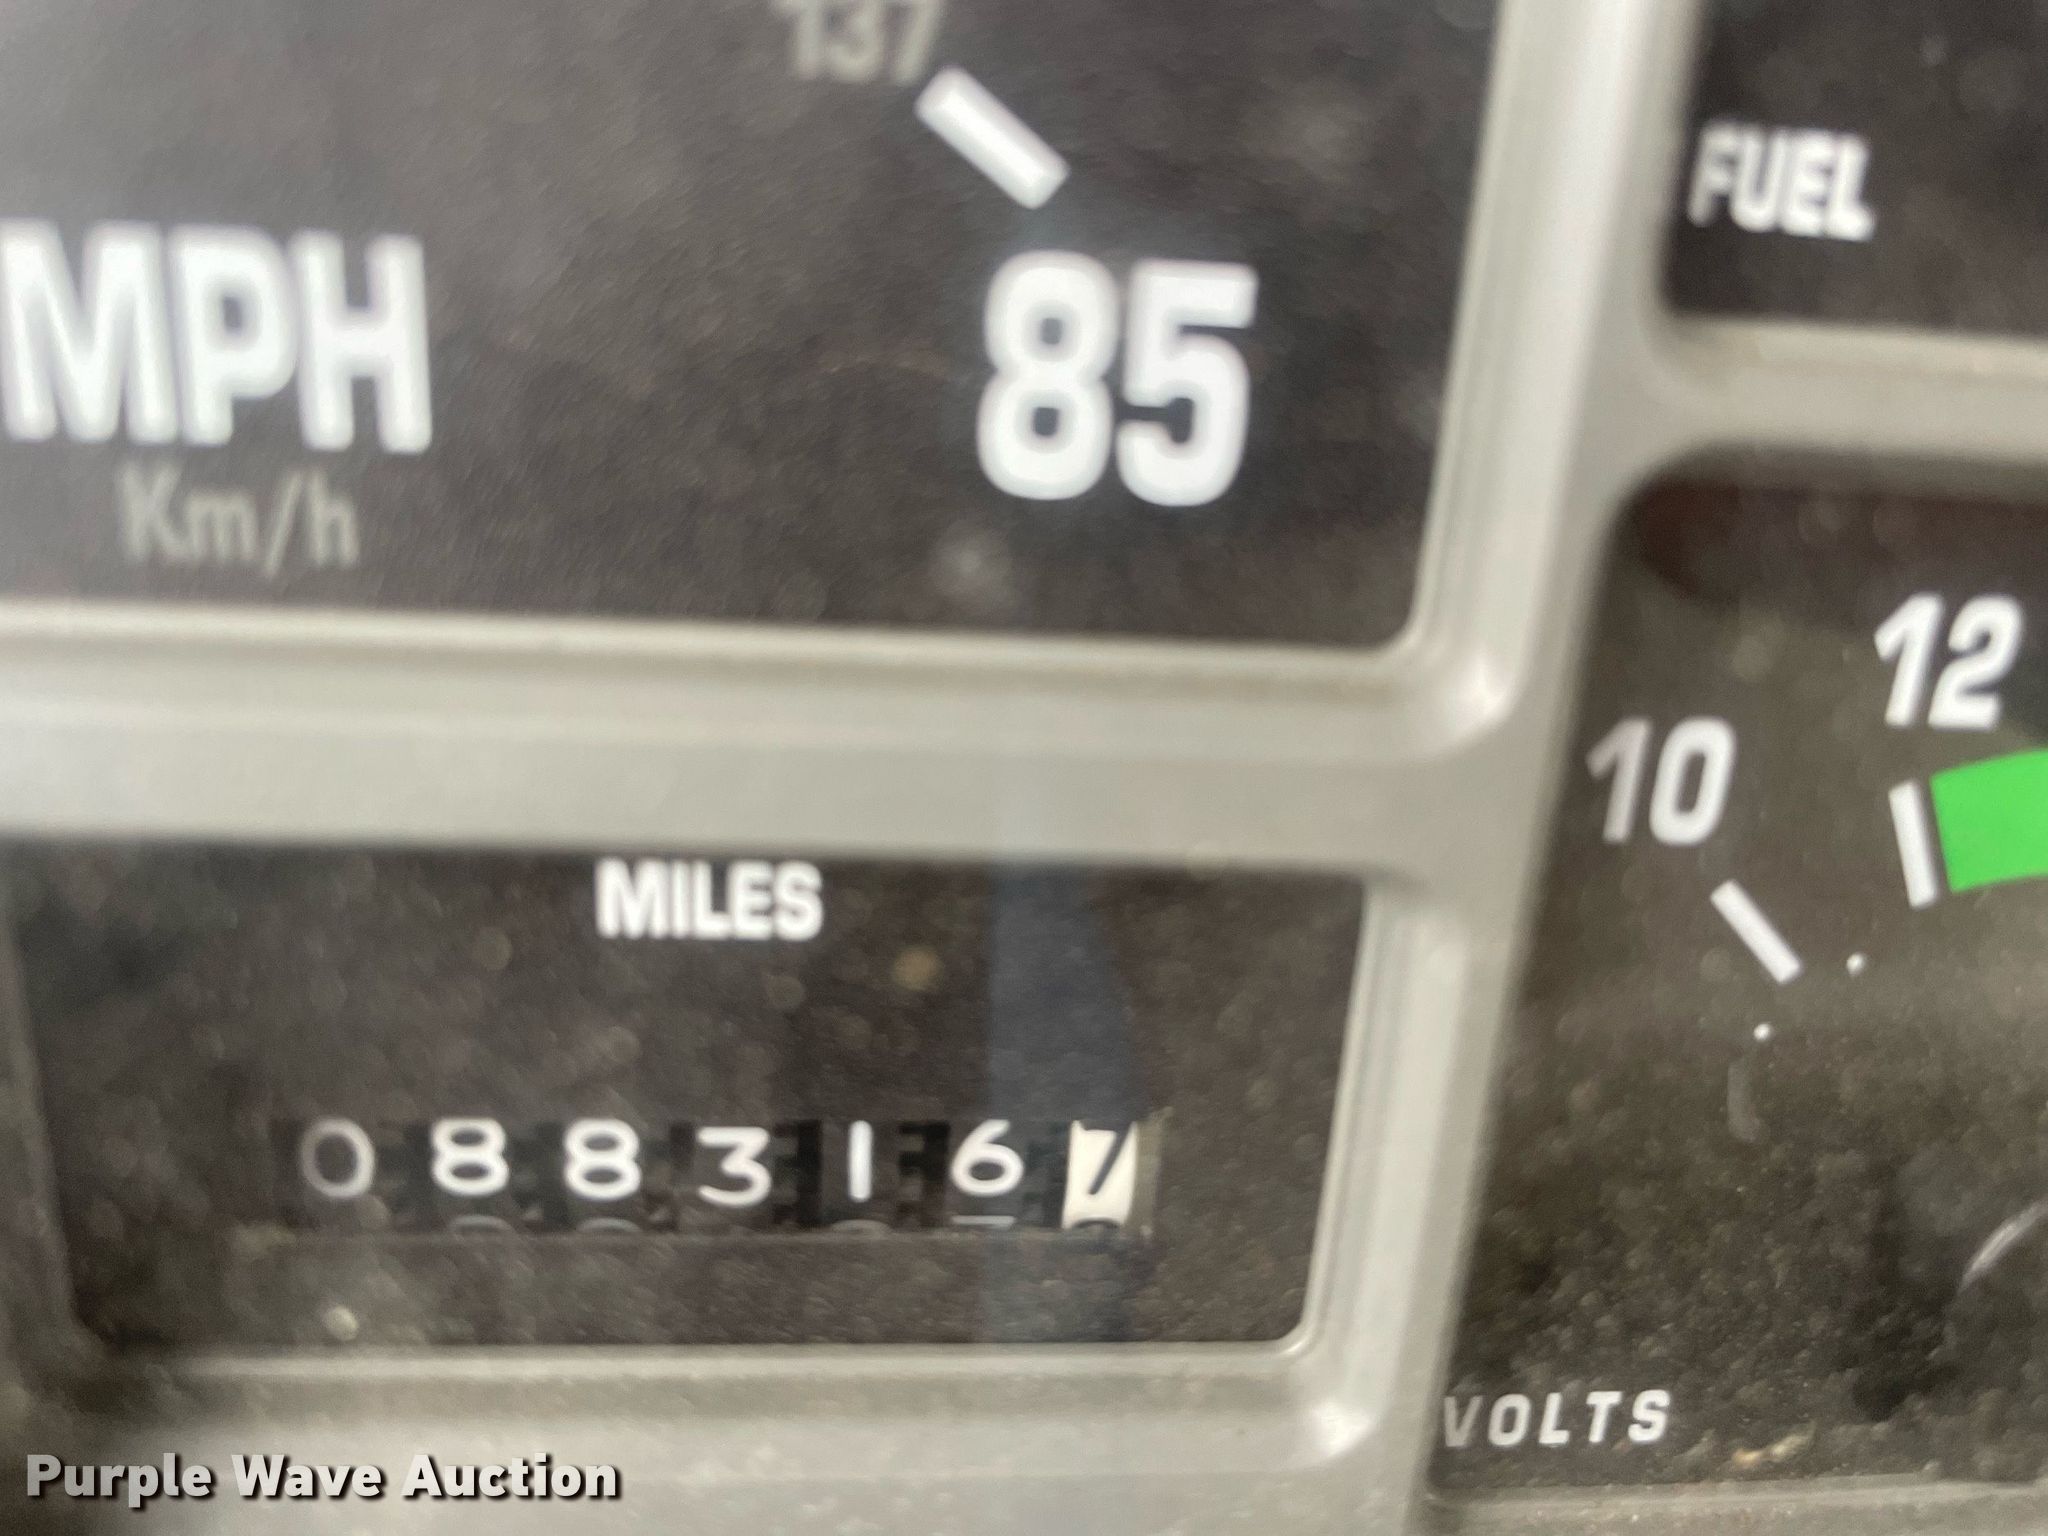 137
85
MPH
Km/h
FUEL
12
10
MILES
0883167
VOLTS
Purple Wave Auction